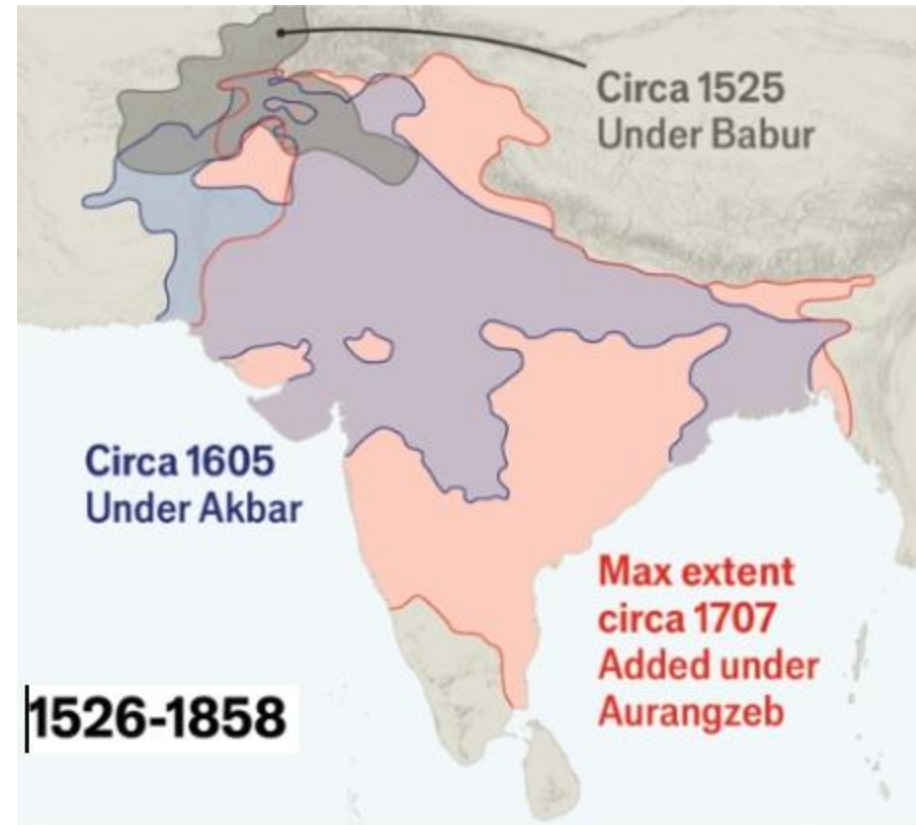 Circa 1525
Under Babur
Circa 1605
Under Akbar
Max extent
circa 1707
Added under
Aurangzeb
1526-1858